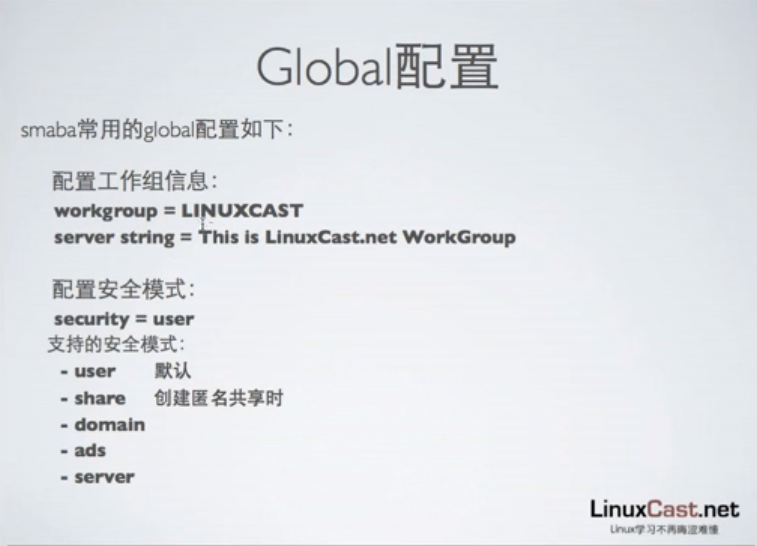 Global配置
smaba常用的global配置如下:
配置工作组信息:
workgroup = LINUXCAST
server string = This is LinuxCast.net WorkGroup
配置安全模式:
security = user
支持的安全模式:
- user 默认
- share 创建匿名共享时
- domain
- ads
- server
LinuxCast.net
Linux学习不再晦涩难懂